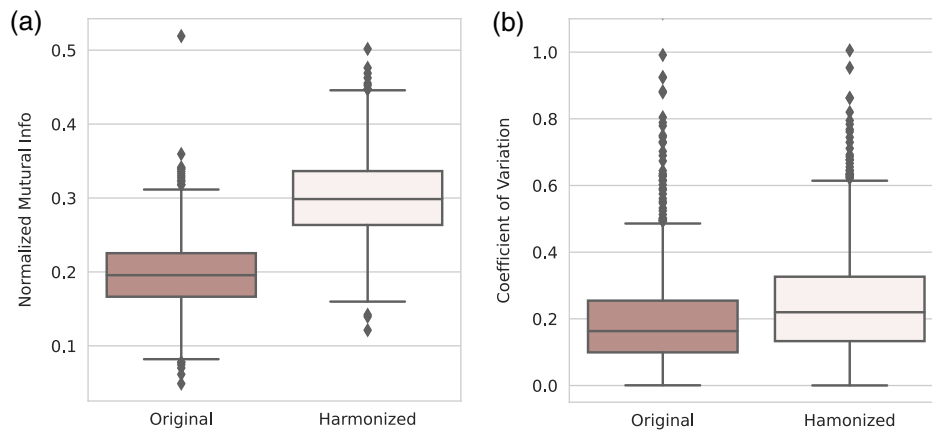 (a)
Normalized Mutural Info
0.5
0.4
0.3
0.2
0.1
Original
Harmonized
(b)
Coefficient of Variation
1.0
0.8
0.6
0.4
0.2
0.0
Original
Hamonized